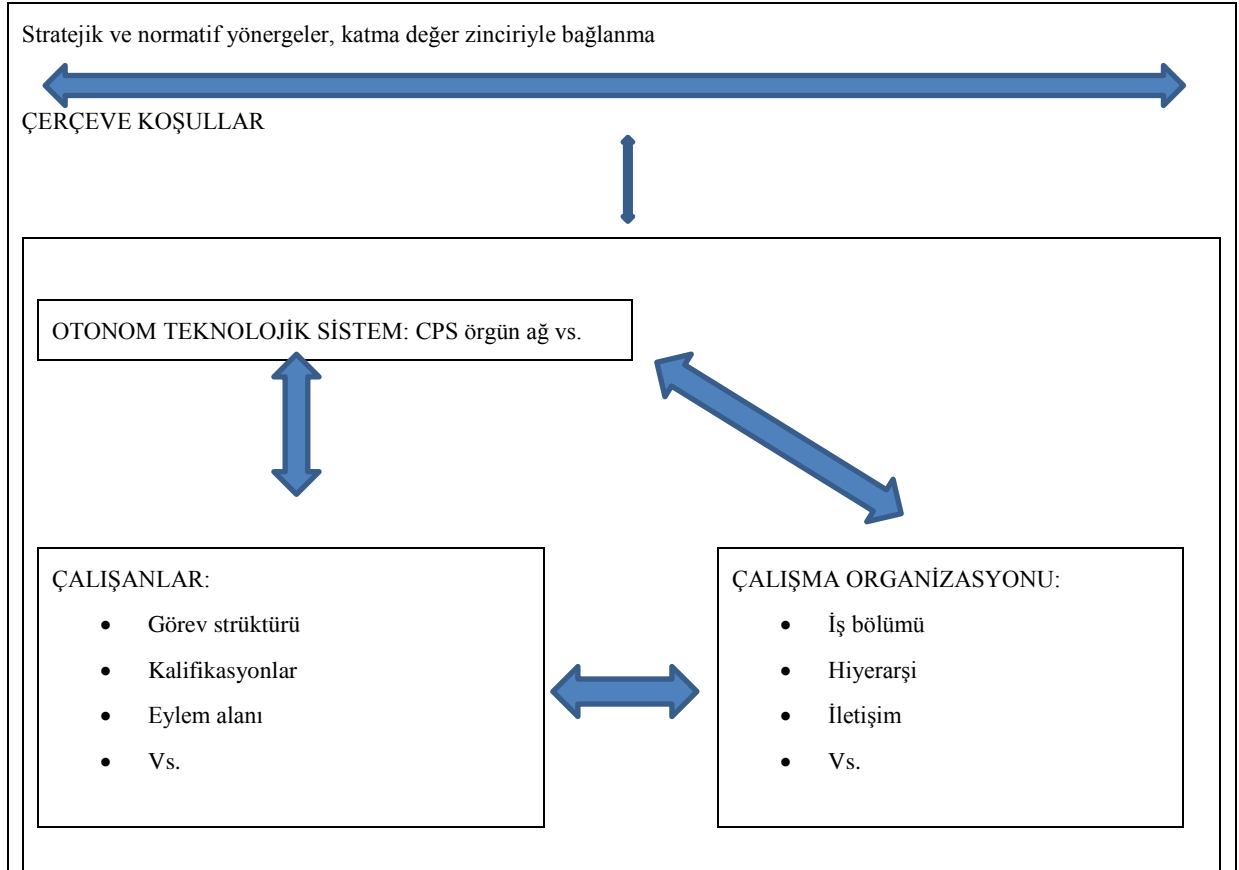 Stratejik ve normatif yönergeler, katma değer zinciriyle bağlanma
ÇERÇEVE KOŞULLAR
OTONOM TEKNOLOJİK SİSTEM: CPS örgün ağ vs.
ÇALIŞANLAR:
• Görev strüktürü
• Kalifikasyonlar
• Eylem alanı
• Vs.
ÇALIŞMA ORGANİZASYONU:
• İş bölümü
• Hiyerarşi
• İletişim
• Vs.